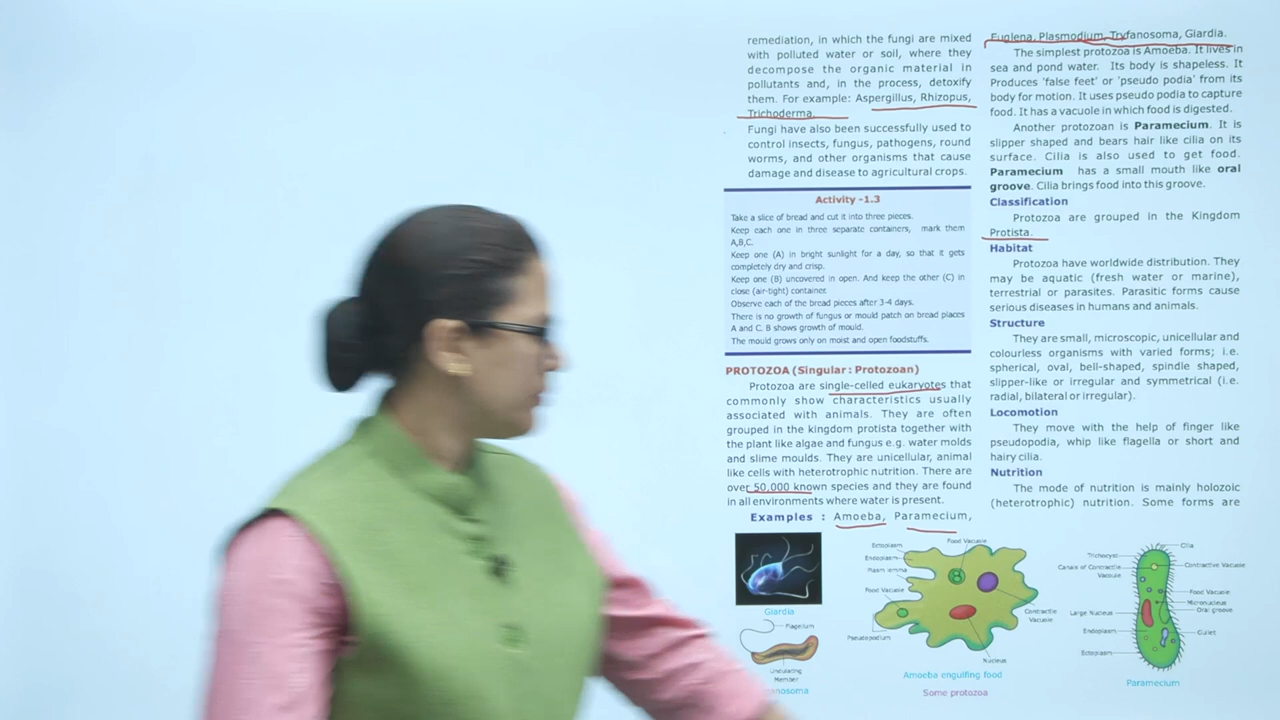 remediation, in which the fungi are mixed
with polluted water or soil, where they
decompose the organic material in
pollutants and, in the process, detoxify
them. For example: Aspergillus, Rhizopus,
Trichoderma.
Fungi have also been successfully used to
control insects, fungus, pathogens, round
worms, and other organisms that cause
damage and disease to agricultural crops.
Activity -1.3
Take a slice of bread and cut it into three pieces.
Keep each one in three separate containers, mark them
A,B,C.
Keep one (A) in bright sunlight for a day, so that it gets
completely dry and crisp.
Keep one (B) uncovered in open. And keep the other (C) in
close (air-tight) container.
Observe each of the bread pieces after 3-4 days.
There is no growth of fungus or mould patch on bread places
A and C. B shows growth of mould.
The mould grows only on moist and open foodstuffs.
PROTOZOA (Singular : Protozoan)
Protozoa are single-celled eukaryotes that
commonly show characteristics usually
associated with animals. They are often
grouped in the kingdom protista together with
the plant like algae and fungus e.g. water molds
and slime moulds. They are unicellular, animal
like cells with heterotrophic nutrition. There are
over 50,000 known species and they are found
in all environments where water is present.
Examples : Amoeba, Paramecium,
Euglena, Plasmodium, Tryfanosoma, Giardia.
The simplest protozoa is Amoeba. It lives in
sea and pond water. Its body is shapeless. It
Produces 'false feet' or 'pseudo podia' from its
body for motion. It uses pseudo podia to capture
food. It has a vacuole in which food is digested.
Another protozoan is Paramecium. It is
slipper shaped and bears hair like cilia on its
surface. Cilia is also used to get food.
Paramecium has a small mouth like oral
groove. Cilia brings food into this groove.
Classification
Protozoa are grouped in the Kingdom
Protista.
Habitat
Protozoa have worldwide distribution. They
may be aquatic (fresh water or marine),
terrestrial or parasites. Parasitic forms cause
serious diseases in humans and animals.
Structure
They are small, microscopic, unicellular and
colourless organisms with varied forms; i.e.
spherical, oval, bell-shaped, spindle shaped,
slipper-like or irregular and symmetrical (i.e.
radial, bilateral or irregular).
Locomotion
They move with the help of finger like
pseudopodia, whip like flagella or short and
hairy cilia.
Nutrition
The mode of nutrition is mainly holozoic
(heterotrophic) nutrition. Some forms are
Giardia
Flagellum
Undulating
Member
anosoma
Ectoplasm
Endoplasm
Plasm lemma
Food Vacuole
Pseudopodium
Food Vacuole
Contractile
Vacuole
Nucleus
Amoeba engulfing food
Some protozoa
Trichocyst
Canals of Contractile
Vacuole
Large Nucleus
Endoplasm
Ectoplasm
Cilia
Contractive Vacuole
Food Vacuole
Micronucleus
Oral groove
Gullet
Paramecium